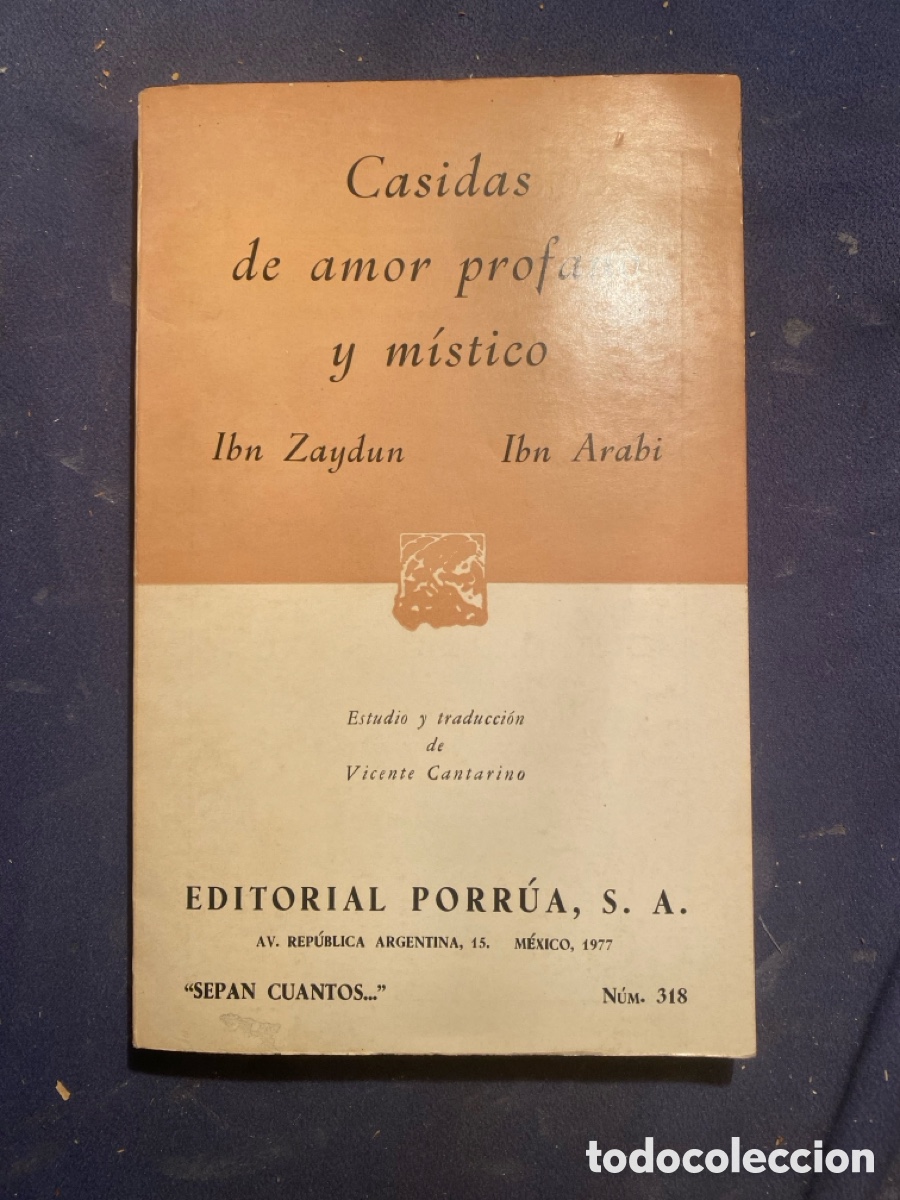 Casidas
de amor profano
y místico
Ibn Zaydun Ibn Arabi
Estudio y traducción
de
Vicente Cantarino
EDITORIAL PORRÚA, S. A.
AV. REPÚBLICA ARGENTINA, 15. MÉXICO, 1977
“SEPAN CUANTOS...” NÚM. 318
todocoleccion